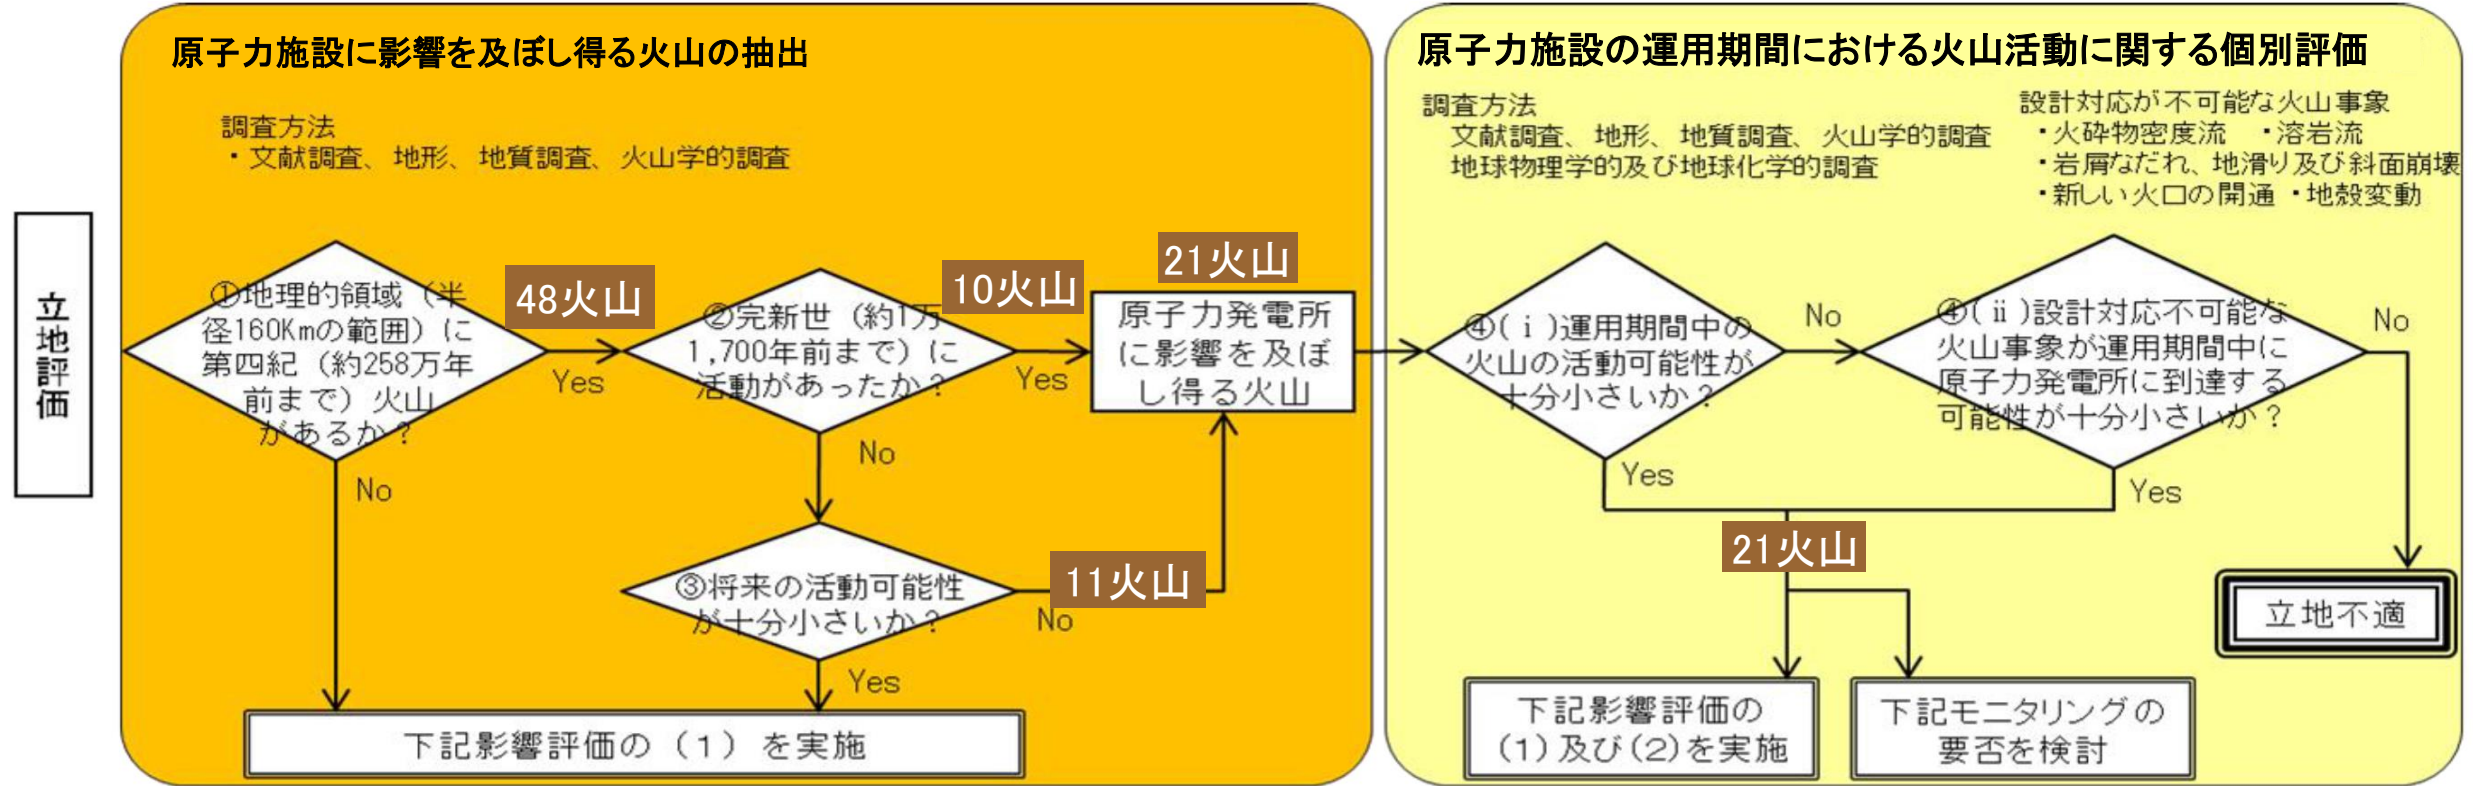 立地評価
原子力施設に影響を及ぼし得る火山の抽出
調査方法
・文献調査、地形、地質調査、火山学的調査
①地理的領域（半
径160Kmの範囲）に
第四紀（約258万年
前まで）火山
があるか？
48火山
Yes
No
②完新世（約1万
1,700年前まで）に
活動があったか？
10火山
Yes
No
21火山
原子力発電所
に影響を及ぼ
し得る火山
③将来の活動可能性
が十分小さいか？
11火山
No
Yes
下記影響評価の（1）を実施
原子力施設の運用期間における火山活動に関する個別評価
調査方法
文献調査、地形、地質調査、火山学的調査
地球物理学的及び地球化学的調査
設計対応が不可能な火山事象
・火砕物密度流　・溶岩流
・岩屑なだれ、地滑り及び斜面崩壊
・新しい火口の開通 ・地殻変動
④(ⅰ)運用期間中の
火山の活動可能性が
十分小さいか？
No
Yes
④(ⅱ)設計対応不可能な
火山事象が運用期間中に
原子力発電所に到達する
可能性が十分小さいか？
No
Yes
21火山
立地不適
下記影響評価の
(1)及び(2)を実施
下記モニタリングの
要否を検討